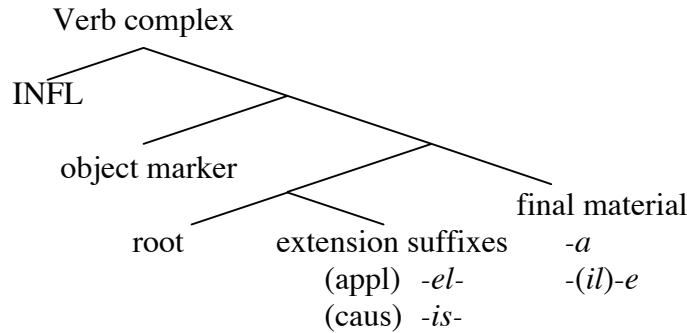 Verb complex
INFL
object marker
final material
root extension suffixes -a
(appl) -el- -(il)-e
(caus) -is-